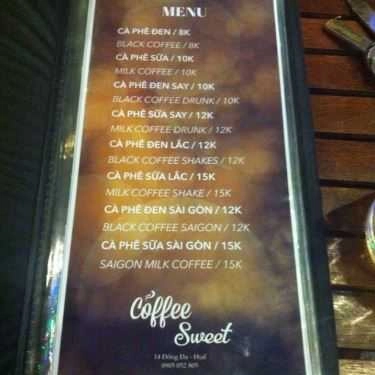 MENU
CÀ PHÊ ĐEN / 8K
BLACK COFFEE / 8K
CÀ PHÊ SỮA / 10K
MILK COFFEE / 10K
CÀ PHÊ ĐEN SAY / 10K
BLACK COFFEE DRUNK / 10K
CÀ PHÊ SỮA SAY / 12K
MILK COFFEE DRUNK / 12K
CÀ PHÊ ĐEN LẮC / 12K
BLACK COFFEE SHAKES / 12K
CÀ PHÊ SỮA LẮC / 15K
MILK COFFEE SHAKE / 15K
CÀ PHÊ ĐEN SÀI GÒN / 12K
BLACK COFFEE SAIGON / 12K
CÀ PHÊ SỮA SÀI GÒN / 15K
SAIGON MILK COFFEE / 15K
Coffee
Sweet
14 Đống Đa - Huế
0905 052 805